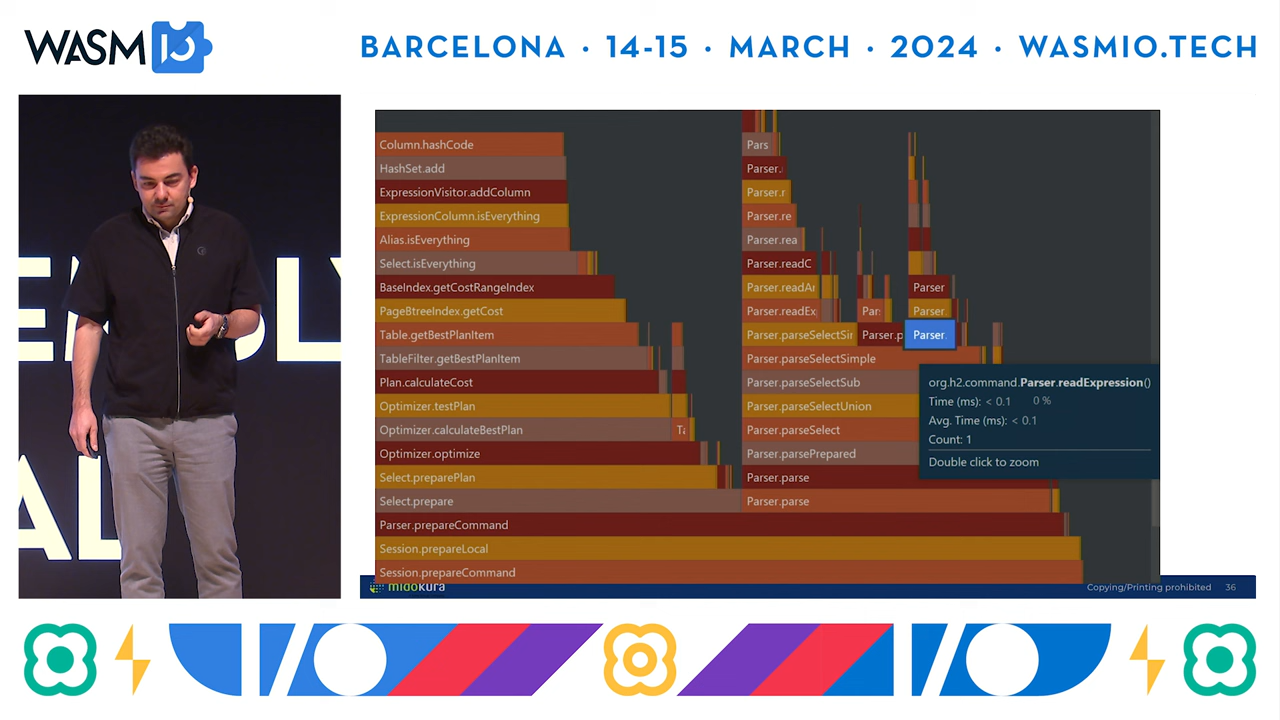 WASM IO
BARCELONA · 14-15 · MARCH · 2024 · WASMIO.TECH
Column.hashCode
HashSet.add
ExpressionVisitor.addColumn
ExpressionColumn.isEverything
Alias.isEverything
Select.isEverything
BaseIndex.getCostRangeIndex
PageBtreeIndex.getCost
Table.getBestPlanItem
TableFilter.getBestPlanItem
Plan.calculateCost
Optimizer.testPlan
Optimizer.calculateBestPlan
Optimizer.optimize
Select.preparePlan
Select.prepare
Parser.prepareCommand
Session.prepareLocal
Session.prepareCommand
Pars
Parser.
Parser.r
Parser.re
Parser.rea
Parser.readC
Parser.readAr
Parser
Parser.readEx
Par
Parser.
Parser.parseSelectSir
Parser.p
Parser.
Parser.parseSelectSimple
Parser.parseSelectSub
Parser.parseSelectUnion
Parser.parseSelect
Parser.parsePrepared
Parser.parse
Parser.parse
org.h2.command.Parser.readExpression()
Time (ms): < 0.1 0 %
Avg. Time (ms): < 0.1
Count: 1
Double click to zoom
midokura
Copying/Printing prohibited 36